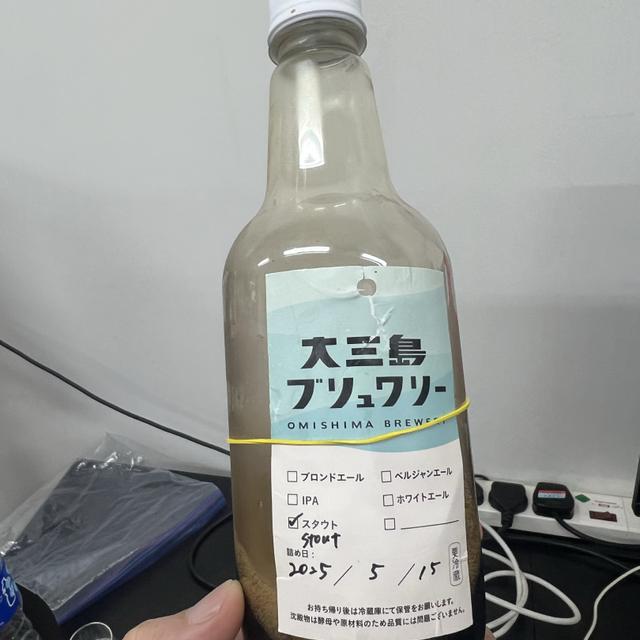 大三島
ブリュワリー
OMISHIMA BREWERY
□ ブロンドエール □ ベルジャンエール
□ IPA □ ホワイトエール
☑ スタウト □ ________
Stout
詰め日:
2025 / 5 / 15
要冷蔵
お持ち帰り後は冷蔵庫にて保管をお願いします。
沈殿物は酵母や原材料のため品質には問題ございません。